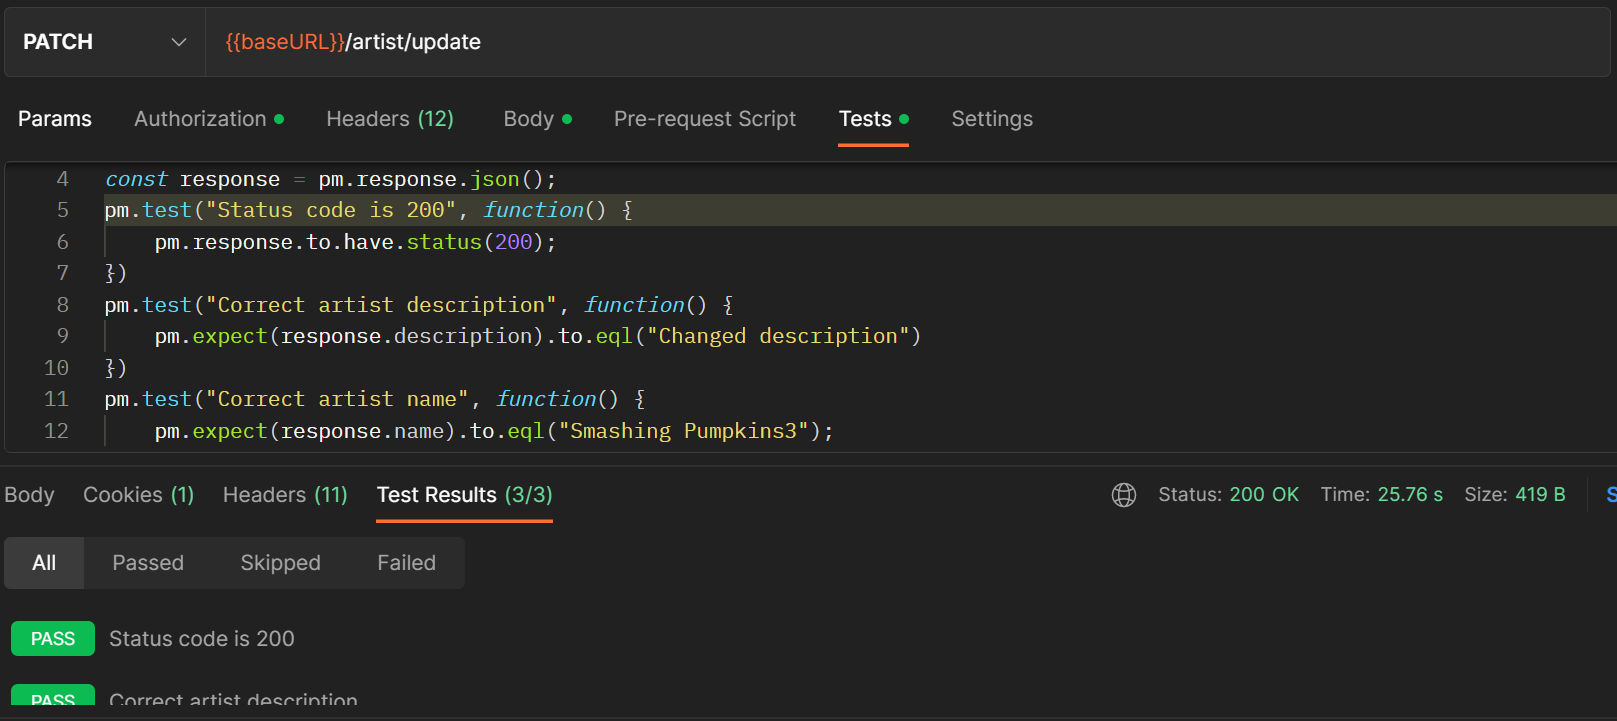 PATCH {{baseURL}}/artist/update
Params Authorization Headers (12) Body Pre-request Script Tests Settings
4 const response = pm.response.json();
5 pm.test("Status code is 200", function() {
6 pm.response.to.have.status(200);
7 })
8 pm.test("Correct artist description", function() {
9 pm.expect(response.description).to.eql("Changed description")
10 })
11 pm.test("Correct artist name", function() {
12 pm.expect(response.name).to.eql("Smashing Pumpkins3");
Body Cookies (1) Headers (11) Test Results (3/3) Status: 200 OK Time: 25.76 s Size: 419 B
All Passed Skipped Failed
PASS Status code is 200
PASS Correct artist description